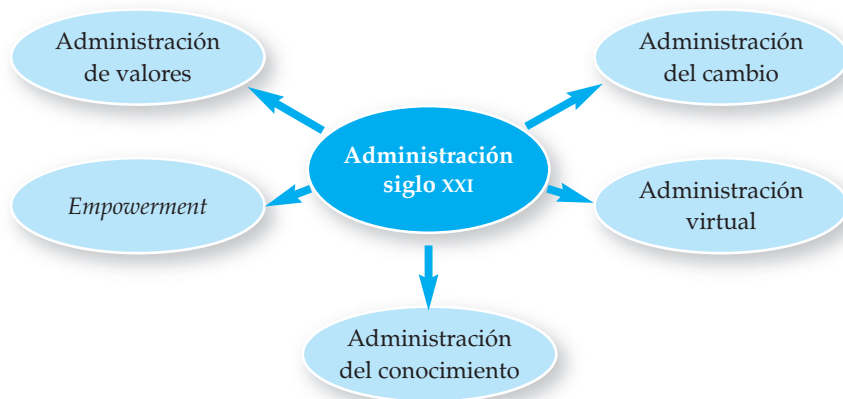 Administración
de valores
Administración
del cambio
Administración
siglo XXI
Empowerment
Administración
virtual
Administración
del conocimiento